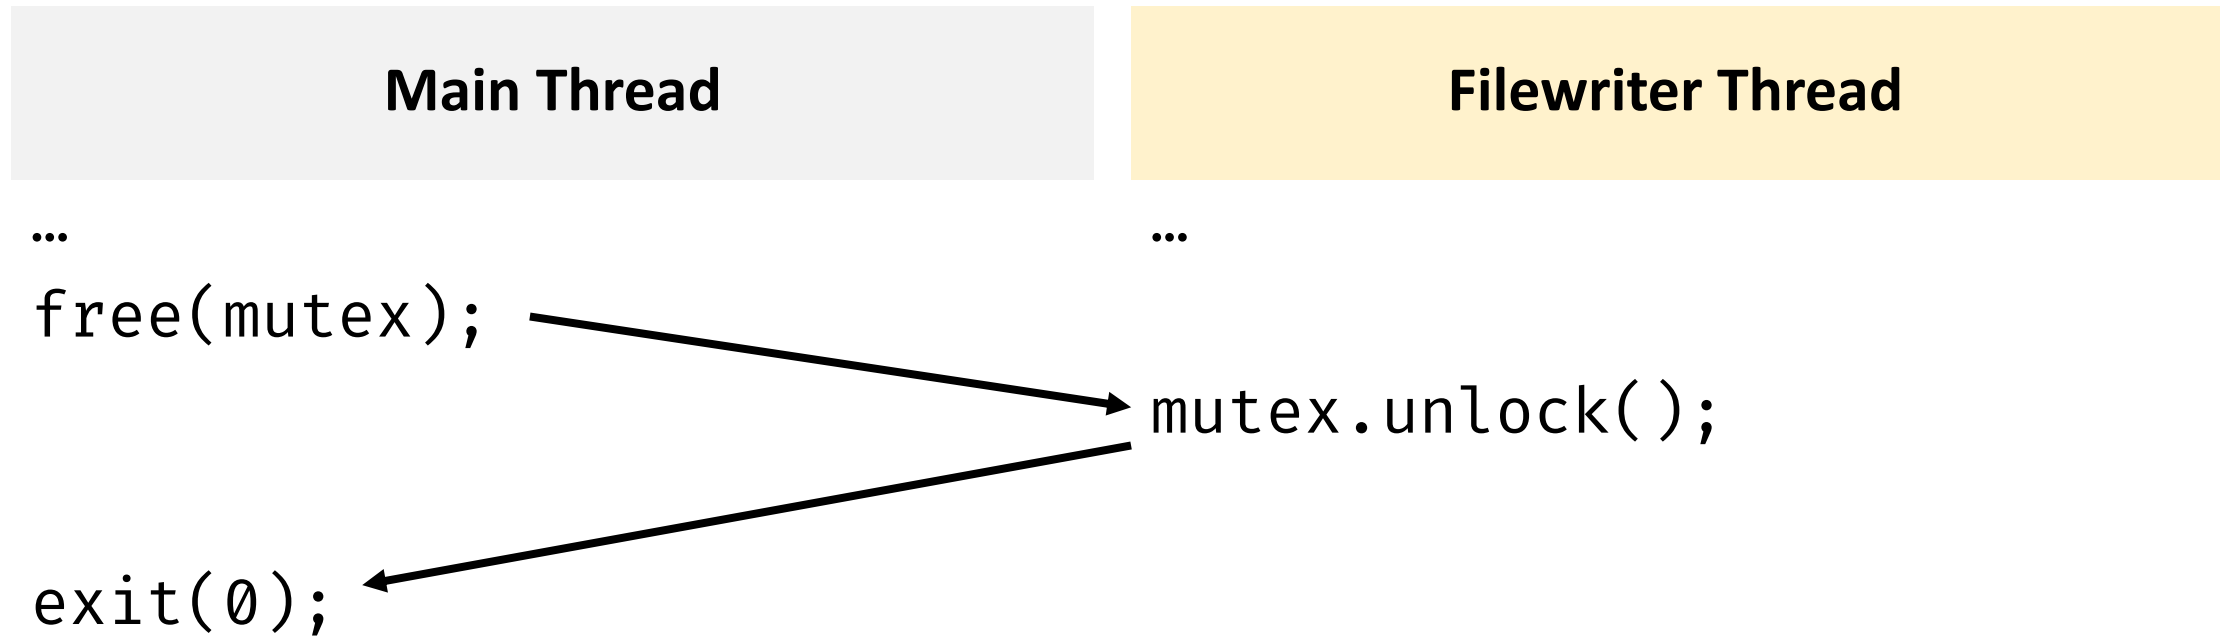 Main Thread
Filewriter Thread
…
…
free(mutex);
mutex.unlock();
exit(0);